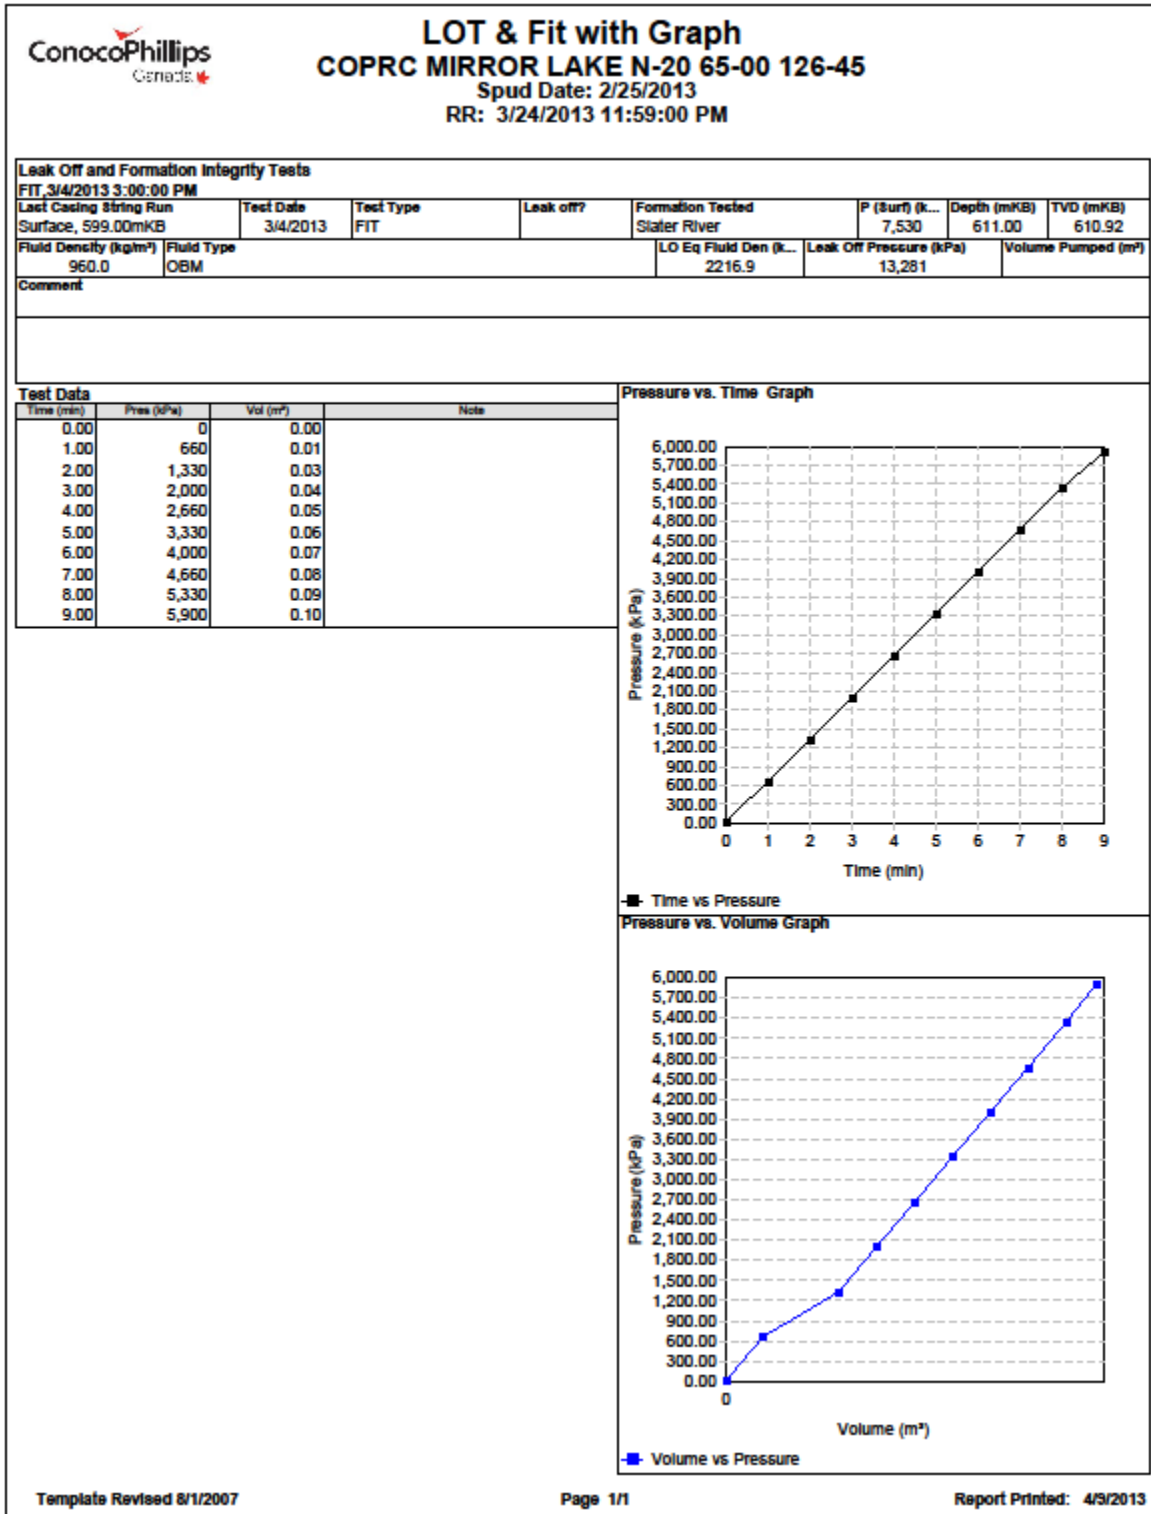 ConocoPhillips
Canada
LOT & Fit with Graph
COPRC MIRROR LAKE N-20 65-00 126-45
Spud Date: 2/25/2013
RR: 3/24/2013 11:59:00 PM
Leak Off and Formation Integrity Tests
FIT,3/4/2013 3:00:00 PM
Last Casing String Run Test Date Test Type Leak off? Formation Tested P (Surf) (k... Depth (mKB) TVD (mKB)
Surface, 599.00mKB 3/4/2013 FIT Slater River 7,530 611.00 610.92
Fluid Density (kg/m³) Fluid Type LO Eq Fluid Den (k... Leak Off Pressure (kPa) Volume Pumped (m³)
960.0 OBM 2216.9 13,281
Comment
Test Data
Time (min) Pres (kPa) Vol (m³) Note
0.00 0 0.00
1.00 660 0.01
2.00 1,330 0.03
3.00 2,000 0.04
4.00 2,660 0.05
5.00 3,330 0.06
6.00 4,000 0.07
7.00 4,660 0.08
8.00 5,330 0.09
9.00 5,900 0.10
Pressure vs. Time Graph
6,000.00
5,700.00
5,400.00
5,100.00
4,800.00
4,500.00
4,200.00
3,900.00
3,600.00
3,300.00
3,000.00
2,700.00
2,400.00
2,100.00
1,800.00
1,500.00
1,200.00
900.00
600.00
300.00
0.00
Pressure (kPa)
0 1 2 3 4 5 6 7 8 9
Time (min)
Time vs Pressure
Pressure vs. Volume Graph
6,000.00
5,700.00
5,400.00
5,100.00
4,800.00
4,500.00
4,200.00
3,900.00
3,600.00
3,300.00
3,000.00
2,700.00
2,400.00
2,100.00
1,800.00
1,500.00
1,200.00
900.00
600.00
300.00
0.00
Pressure (kPa)
0
Volume (m³)
Volume vs Pressure
Template Revised 8/1/2007 Page 1/1 Report Printed: 4/9/2013